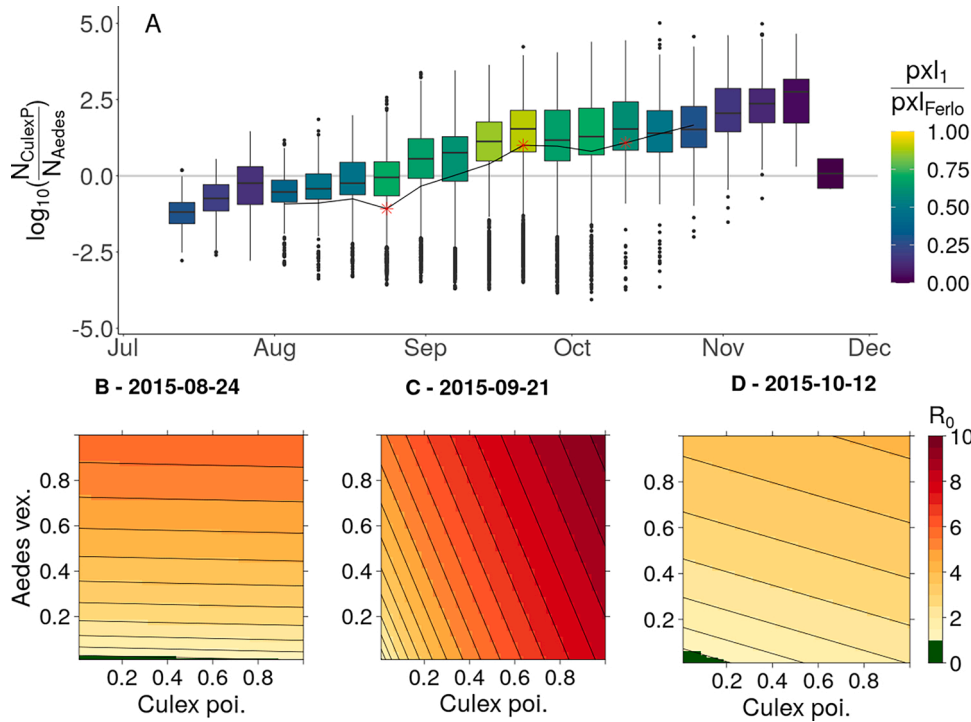 A
5.0
2.5
0.0
-2.5
-5.0
log10(NCulexP/NAedes)
Jul Aug Sep Oct Nov Dec
pxl1
pxlFerlo
1.00
0.75
0.50
0.25
0.00
B - 2015-08-24 C - 2015-09-21 D - 2015-10-12
Aedes vex.
0.8
0.6
0.4
0.2
0.2 0.4 0.6 0.8
Culex poi.
0.8
0.6
0.4
0.2
0.2 0.4 0.6 0.8
Culex poi.
0.8
0.6
0.4
0.2
0.2 0.4 0.6 0.8
Culex poi.
R0
10
8
6
4
2
0